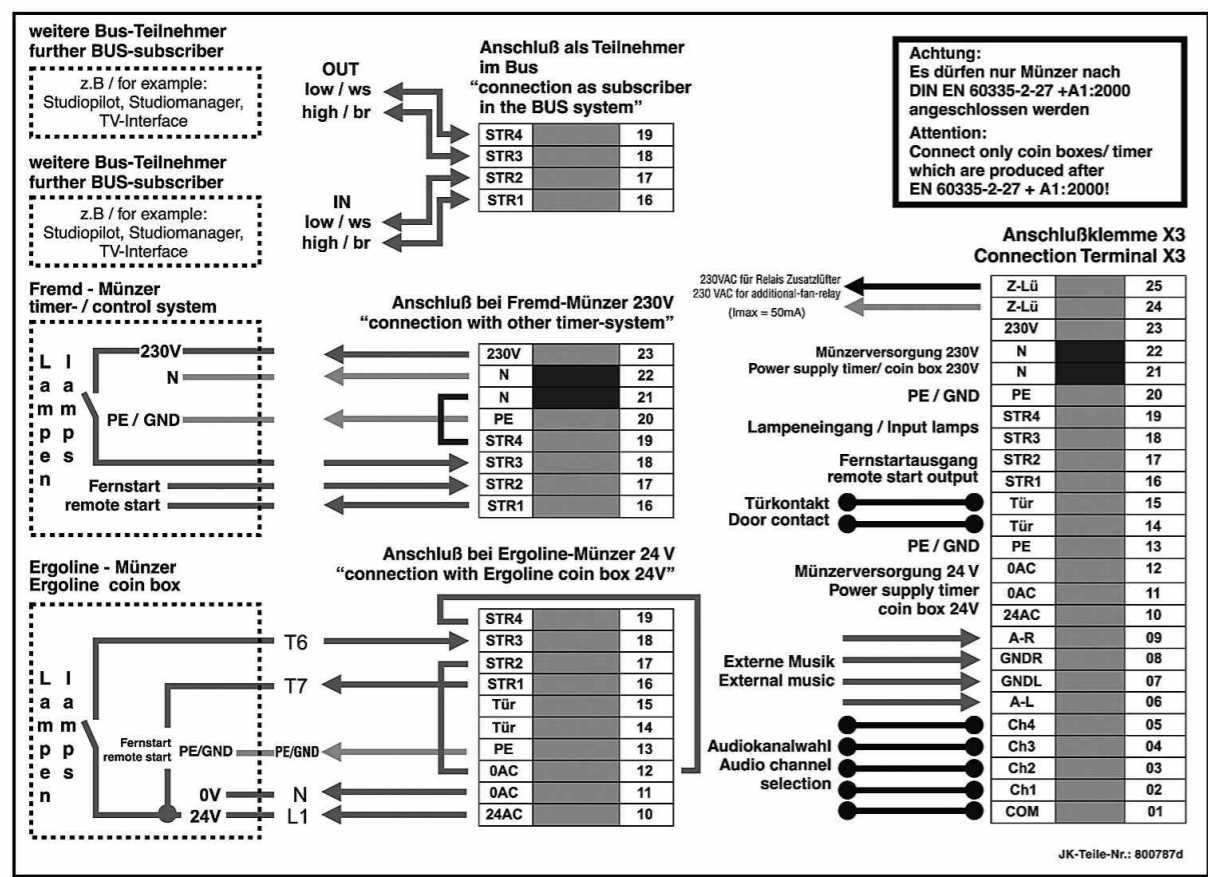 weitere Bus-Teilnehmer
further BUS-subscriber
z.B / for example:
Studiopilot, Studiomanager,
TV-Interface
weitere Bus-Teilnehmer
further BUS-subscriber
z.B / for example:
Studiopilot, Studiomanager,
TV-Interface
OUT
low / ws
high / br
IN
low / ws
high / br
Anschluß als Teilnehmer
im Bus
“connection as subscriber
in the BUS system”
STR4 19
STR3 18
STR2 17
STR1 16
Achtung:
Es dürfen nur Münzer nach
DIN EN 60335-2-27 +A1:2000
angeschlossen werden
Attention:
Connect only coin boxes/ timer
which are produced after
EN 60335-2-27 + A1:2000!
Fremd - Münzer
timer- / control system
Lampen
lamps
230V
N
PE / GND
Fernstart
remote start
Anschluß bei Fremd-Münzer 230V
“connection with other timer-system”
230V 23
N 22
N 21
PE 20
STR4 19
STR3 18
STR2 17
STR1 16
Ergoline - Münzer
Ergoline coin box
Lampen
lamps
Fernstart
remote start
PE/GND
0V
24V
T6
T7
PE/GND
N
L1
Anschluß bei Ergoline-Münzer 24 V
“connection with Ergoline coin box 24V”
STR4 19
STR3 18
STR2 17
STR1 16
Tür 15
Tür 14
PE 13
0AC 12
0AC 11
24AC 10
Anschlußklemme X3
Connection Terminal X3
230VAC für Relais Zusatzlüfter
230 VAC for additional-fan-relay
(Imax = 50mA)
Münzerversorgung 230V
Power supply timer/ coin box 230V
PE / GND
Lampeneingang / Input lamps
Fernstartausgang
remote start output
Türkontakt
Door contact
PE / GND
Münzerversorgung 24 V
Power supply timer
coin box 24V
Externe Musik
External music
Audiokanalwahl
Audio channel
selection
Z-Lü 25
Z-Lü 24
230V 23
N 22
N 21
PE 20
STR4 19
STR3 18
STR2 17
STR1 16
Tür 15
Tür 14
PE 13
0AC 12
0AC 11
24AC 10
A-R 09
GNDR 08
GNDL 07
A-L 06
Ch4 05
Ch3 04
Ch2 03
Ch1 02
COM 01
JK-Teile-Nr.: 800787d